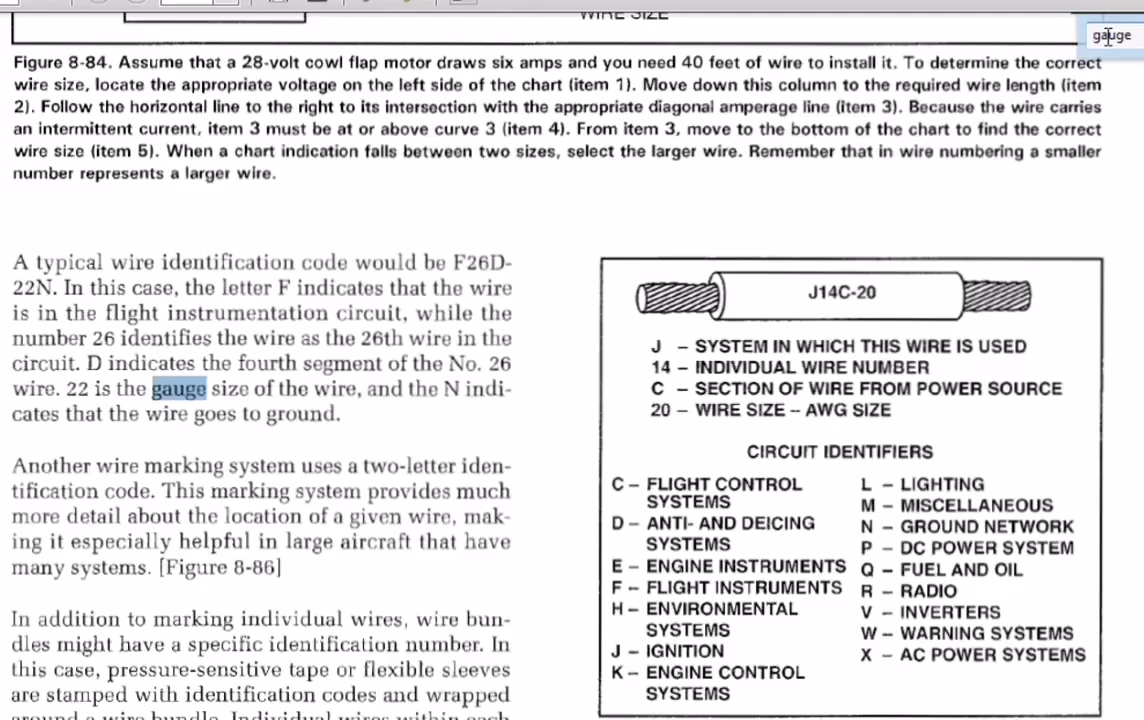 WIRE SIZE
gauge
Figure 8-84. Assume that a 28-volt cowl flap motor draws six amps and you need 40 feet of wire to install it. To determine the correct
wire size, locate the appropriate voltage on the left side of the chart (item 1). Move down this column to the required wire length (item
2). Follow the horizontal line to the right to its intersection with the appropriate diagonal amperage line (item 3). Because the wire carries
an intermittent current, item 3 must be at or above curve 3 (item 4). From item 3, move to the bottom of the chart to find the correct
wire size (item 5). When a chart indication falls between two sizes, select the larger wire. Remember that in wire numbering a smaller
number represents a larger wire.
A typical wire identification code would be F26D-
22N. In this case, the letter F indicates that the wire
is in the flight instrumentation circuit, while the
number 26 identifies the wire as the 26th wire in the
circuit. D indicates the fourth segment of the No. 26
wire. 22 is the gauge size of the wire, and the N indi-
cates that the wire goes to ground.
Another wire marking system uses a two-letter iden-
tification code. This marking system provides much
more detail about the location of a given wire, mak-
ing it especially helpful in large aircraft that have
many systems. [Figure 8-86]
In addition to marking individual wires, wire bun-
dles might have a specific identification number. In
this case, pressure-sensitive tape or flexible sleeves
are stamped with identification codes and wrapped
around a wire bundle. Individual wires within each
J14C-20
J – SYSTEM IN WHICH THIS WIRE IS USED
14 – INDIVIDUAL WIRE NUMBER
C – SECTION OF WIRE FROM POWER SOURCE
20 – WIRE SIZE – AWG SIZE
CIRCUIT IDENTIFIERS
C – FLIGHT CONTROL
SYSTEMS
D – ANTI- AND DEICING
SYSTEMS
E – ENGINE INSTRUMENTS
F – FLIGHT INSTRUMENTS
H – ENVIRONMENTAL
SYSTEMS
J – IGNITION
K – ENGINE CONTROL
SYSTEMS
L – LIGHTING
M – MISCELLANEOUS
N – GROUND NETWORK
P – DC POWER SYSTEM
Q – FUEL AND OIL
R – RADIO
V – INVERTERS
W – WARNING SYSTEMS
X – AC POWER SYSTEMS